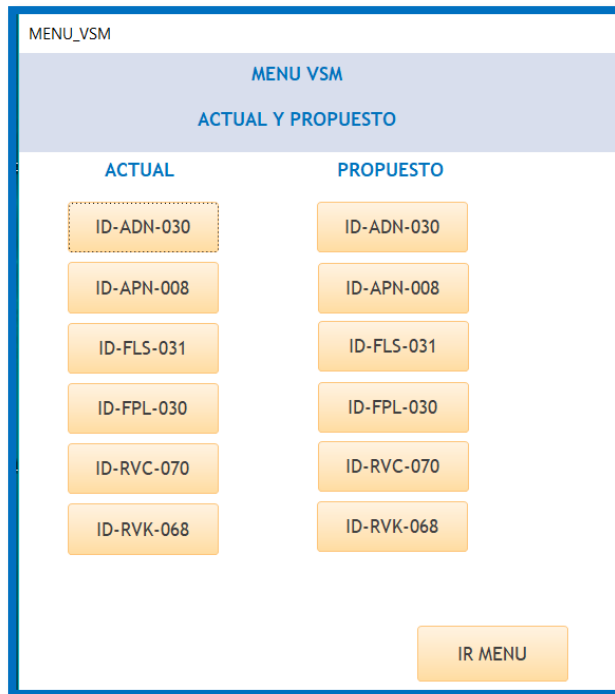 MENU_VSM
MENU VSM
ACTUAL Y PROPUESTO
ACTUAL PROPUESTO
ID-ADN-030 ID-ADN-030
ID-APN-008 ID-APN-008
ID-FLS-031 ID-FLS-031
ID-FPL-030 ID-FPL-030
ID-RVC-070 ID-RVC-070
ID-RVK-068 ID-RVK-068
IR MENU